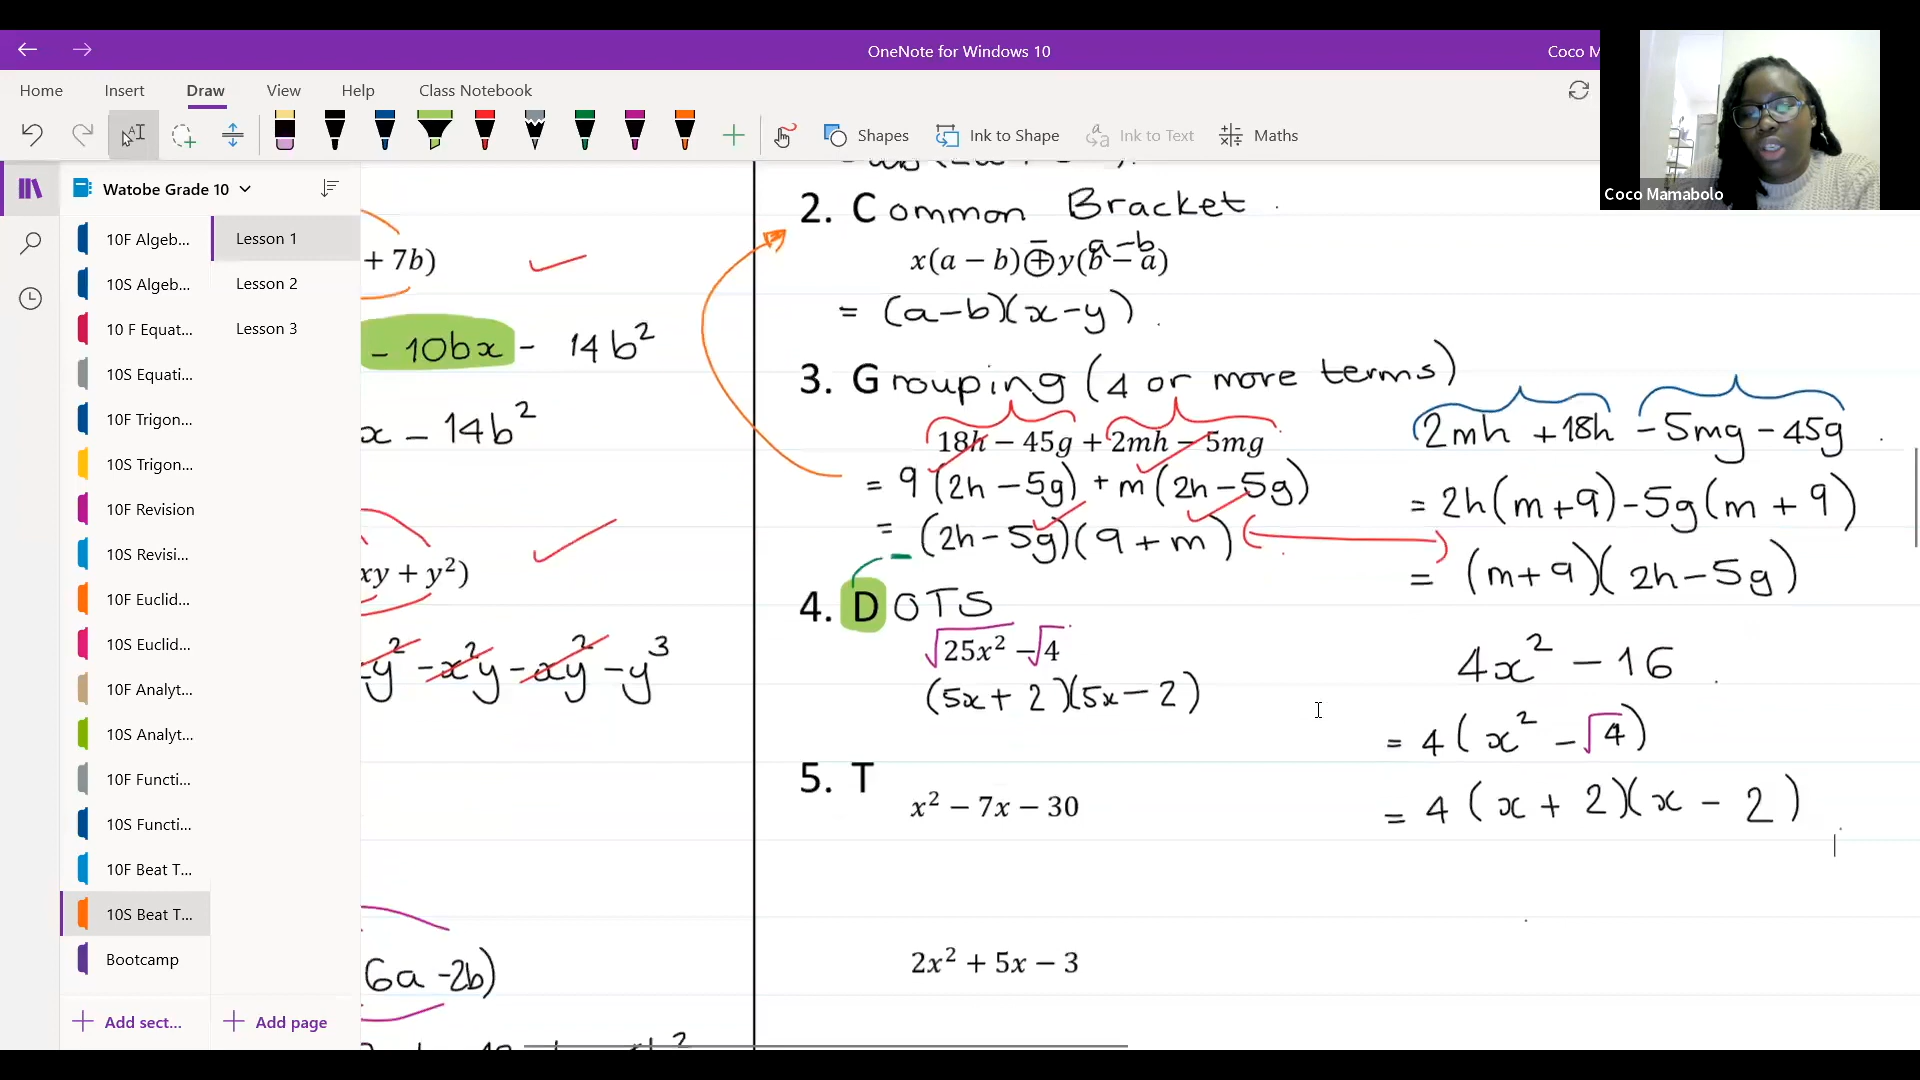 OneNote for Windows 10
Coco M
Home Insert Draw View Help Class Notebook
Shapes Ink to Shape Ink to Text Maths
Coco Mamabolo
Watobe Grade 10
10F Algeb...
10S Algeb...
10 F Equat...
10S Equati...
10F Trigon...
10S Trigon...
10F Revision
10S Revisi...
10F Euclid...
10S Euclid...
10F Analyt...
10S Analyt...
10F Functi...
10S Functi...
10F Beat T...
10S Beat T...
Bootcamp
Add sect...
Lesson 1
Lesson 2
Lesson 3
Add page
+ 7b)
- 10bx - 14b²
x - 14b²
xy + y²)
y² - x²y - xy² - y³
(6a - 2b)
2. Common Bracket
x(a − b) + y(b − a)
− a - b
= (a-b)(x-y)
3. Grouping (4 or more terms)
18h − 45g + 2mh − 5mg
= 9(2h - 5g) + m(2h - 5g)
= (2h - 5g)(9 + m)
2mh + 18h - 5mg - 45g
= 2h(m+9) - 5g(m + 9)
= (m+9)(2h - 5g)
4. DOTS
√25x² − √4
(5x + 2)(5x - 2)
4x² - 16
= 4(x² - √4)
= 4(x + 2)(x - 2)
5. T
x² − 7x − 30
2x² + 5x − 3